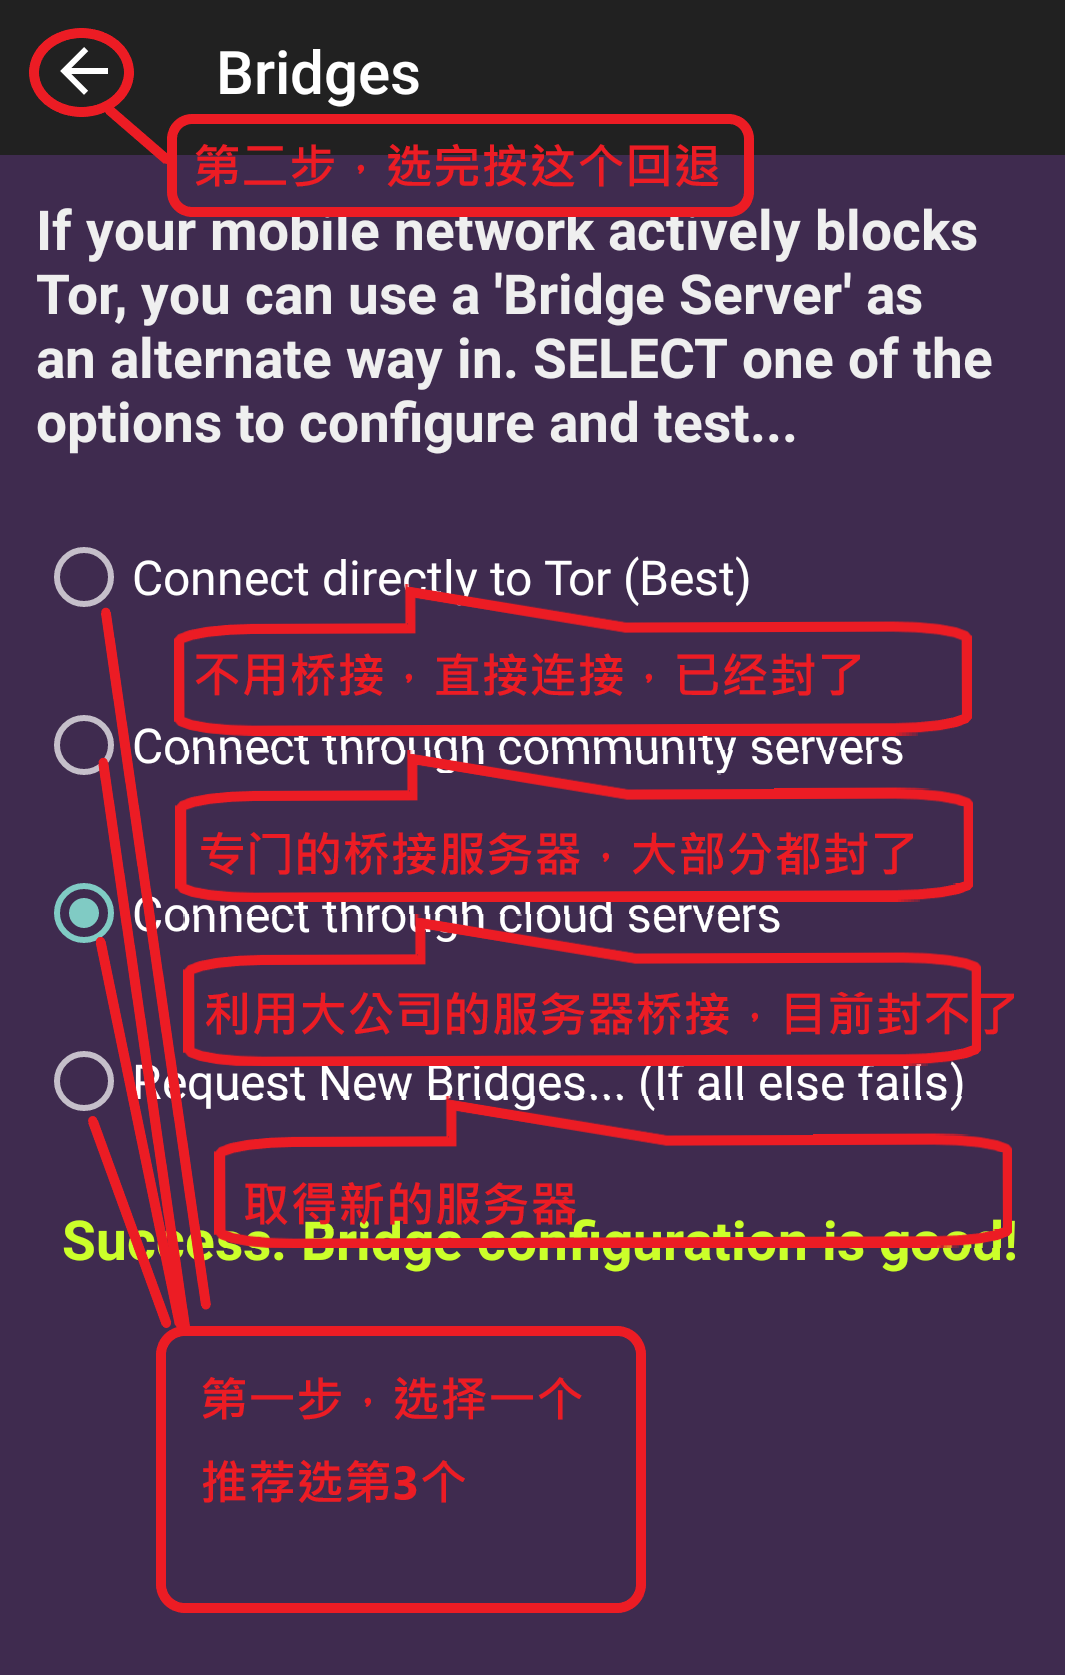 Bridges
第二步，选完按这个回退
If your mobile network actively blocks
Tor, you can use a 'Bridge Server' as
an alternate way in. SELECT one of the
options to configure and test...
Connect directly to Tor (Best)
不用桥接，直接连接，已经封了
Connect through community servers
专门的桥接服务器，大部分都封了
Connect through cloud servers
利用大公司的服务器桥接，目前封不了
Request New Bridges... (If all else fails)
取得新的服务器
Success. Bridge configuration is good!
第一步，选择一个
推荐选第3个